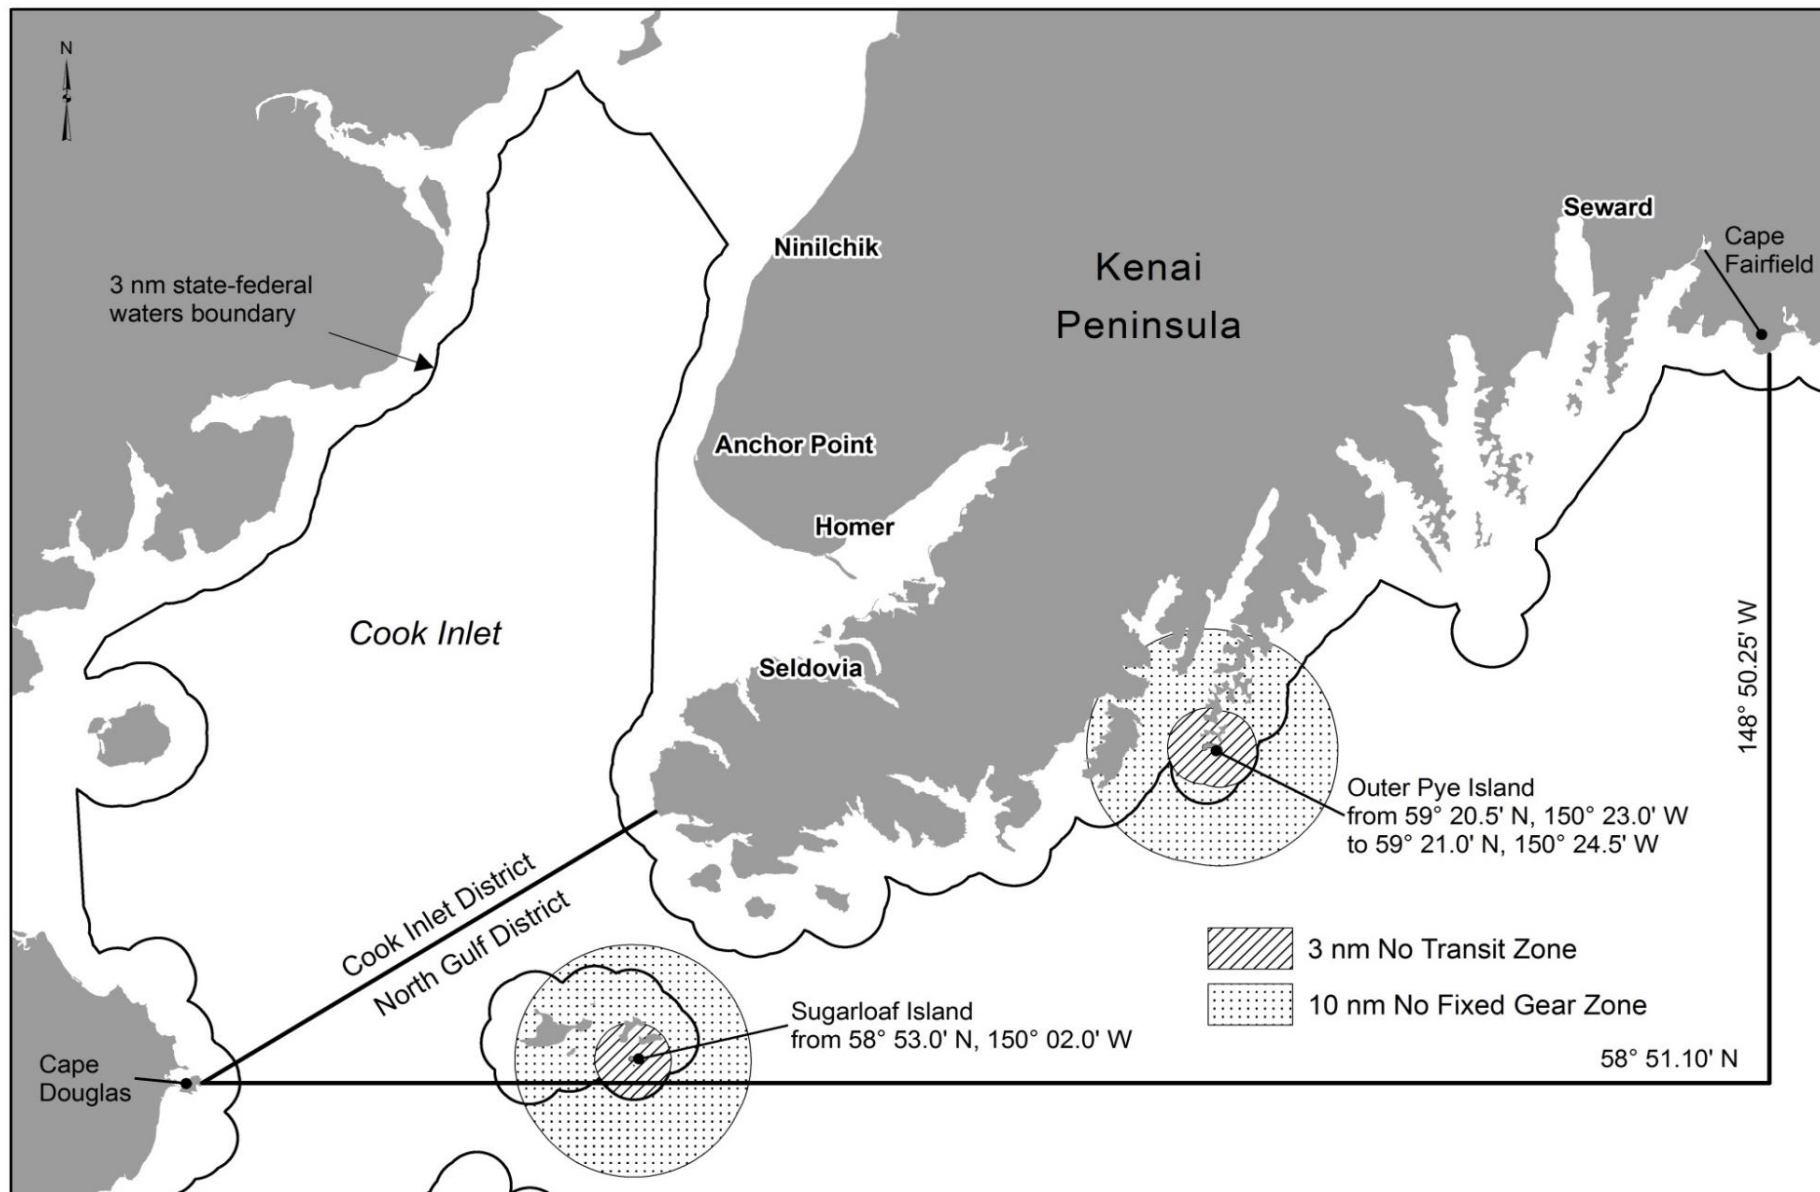 N
Seward
Cape
Fairfield
Ninilchik
Kenai
Peninsula
3 nm state-federal
waters boundary
Anchor Point
Homer
Cook Inlet
Seldovia
148° 50.25' W
Outer Pye Island
from 59° 20.5' N, 150° 23.0' W
to 59° 21.0' N, 150° 24.5' W
Cook Inlet District
North Gulf District
3 nm No Transit Zone
10 nm No Fixed Gear Zone
Sugarloaf Island
from 58° 53.0' N, 150° 02.0' W
58° 51.10' N
Cape
Douglas